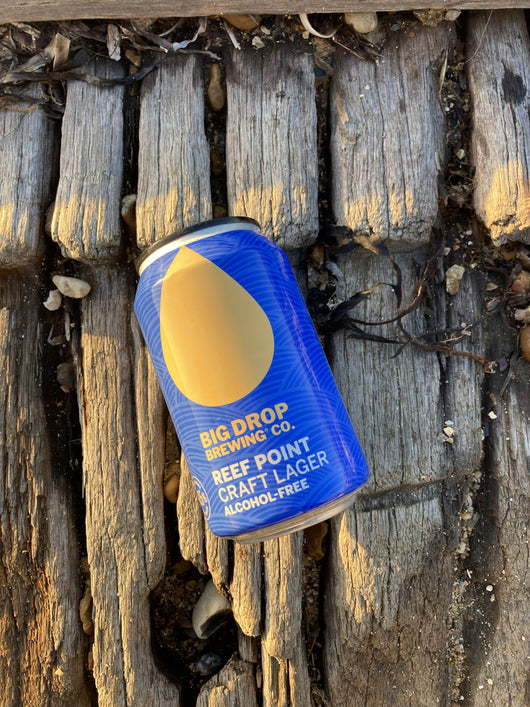 BIG DROP
BREWING CO.
REEF POINT
CRAFT LAGER
ALCOHOL-FREE